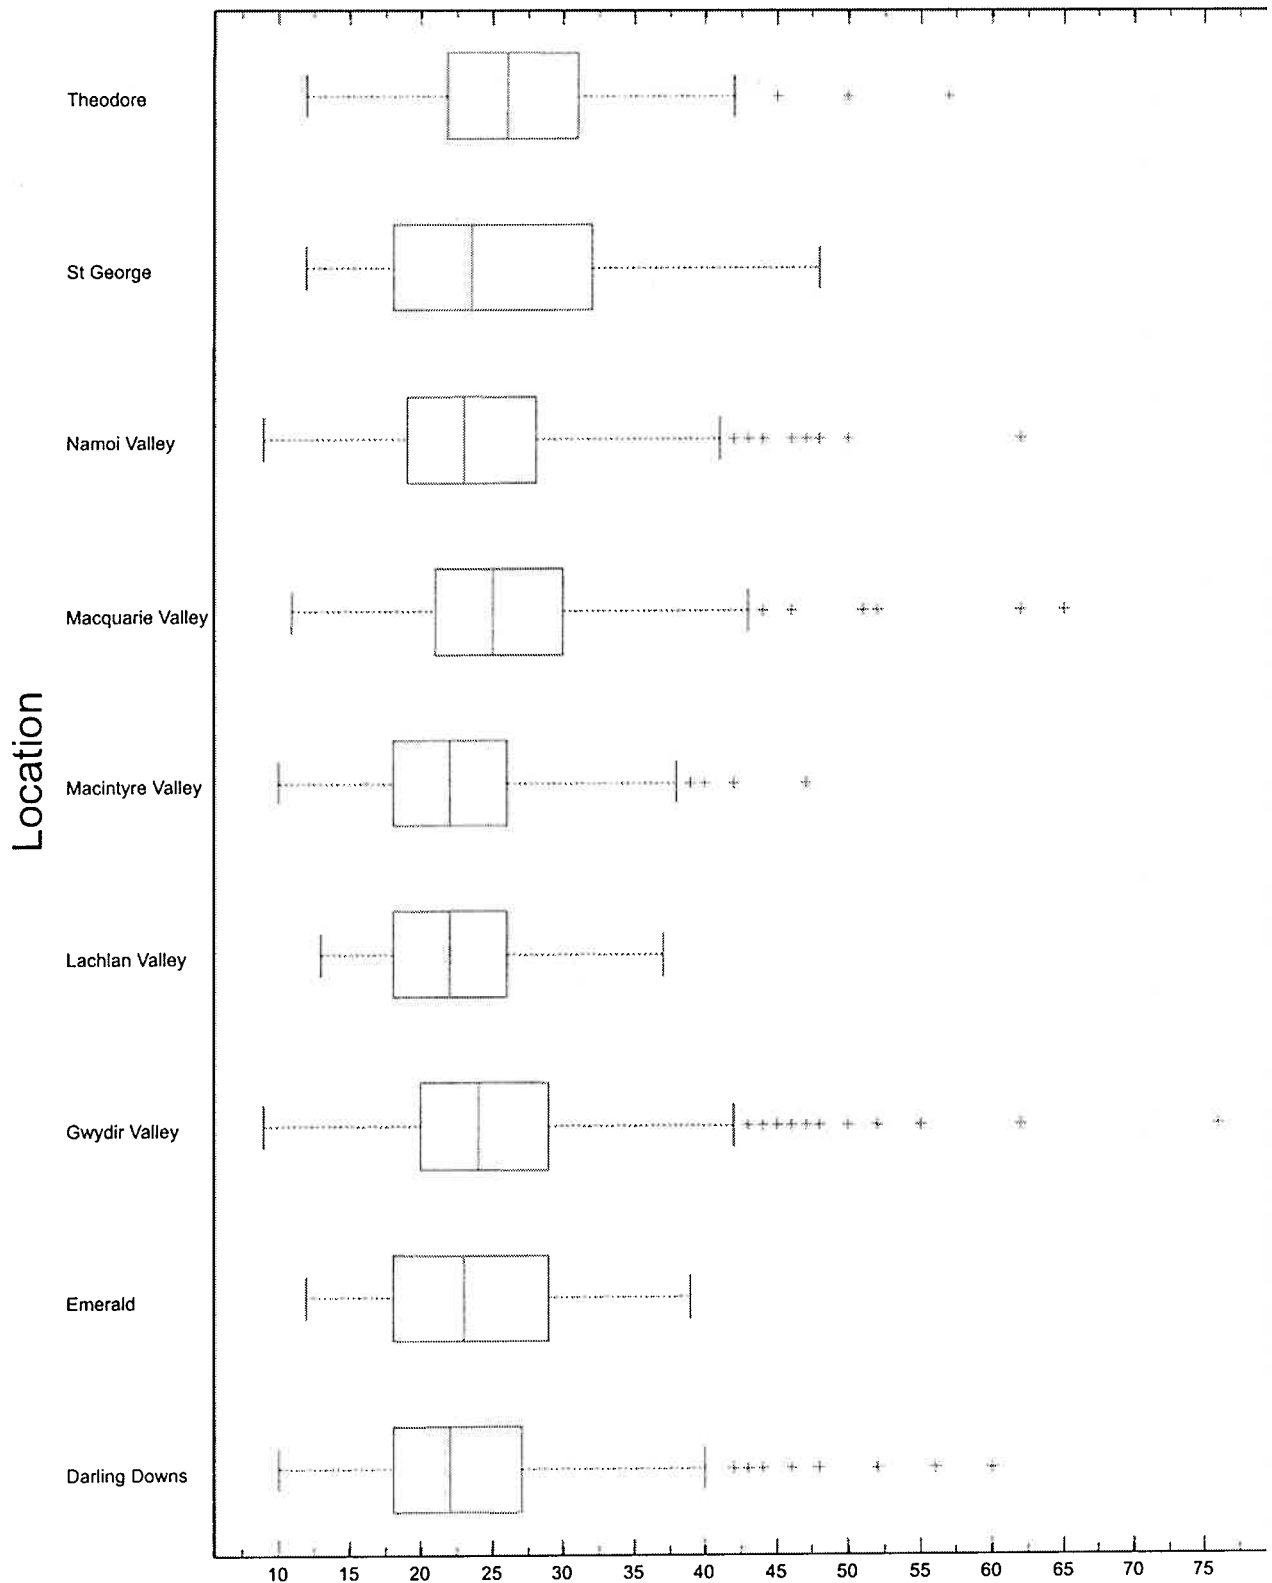 Theodore
St George
Namoi Valley
Macquarie Valley
Location
Macintyre Valley
Lachlan Valley
Gwydir Valley
Emerald
Darling Downs
10 15 20 25 30 35 40 45 50 55 60 65 70 75